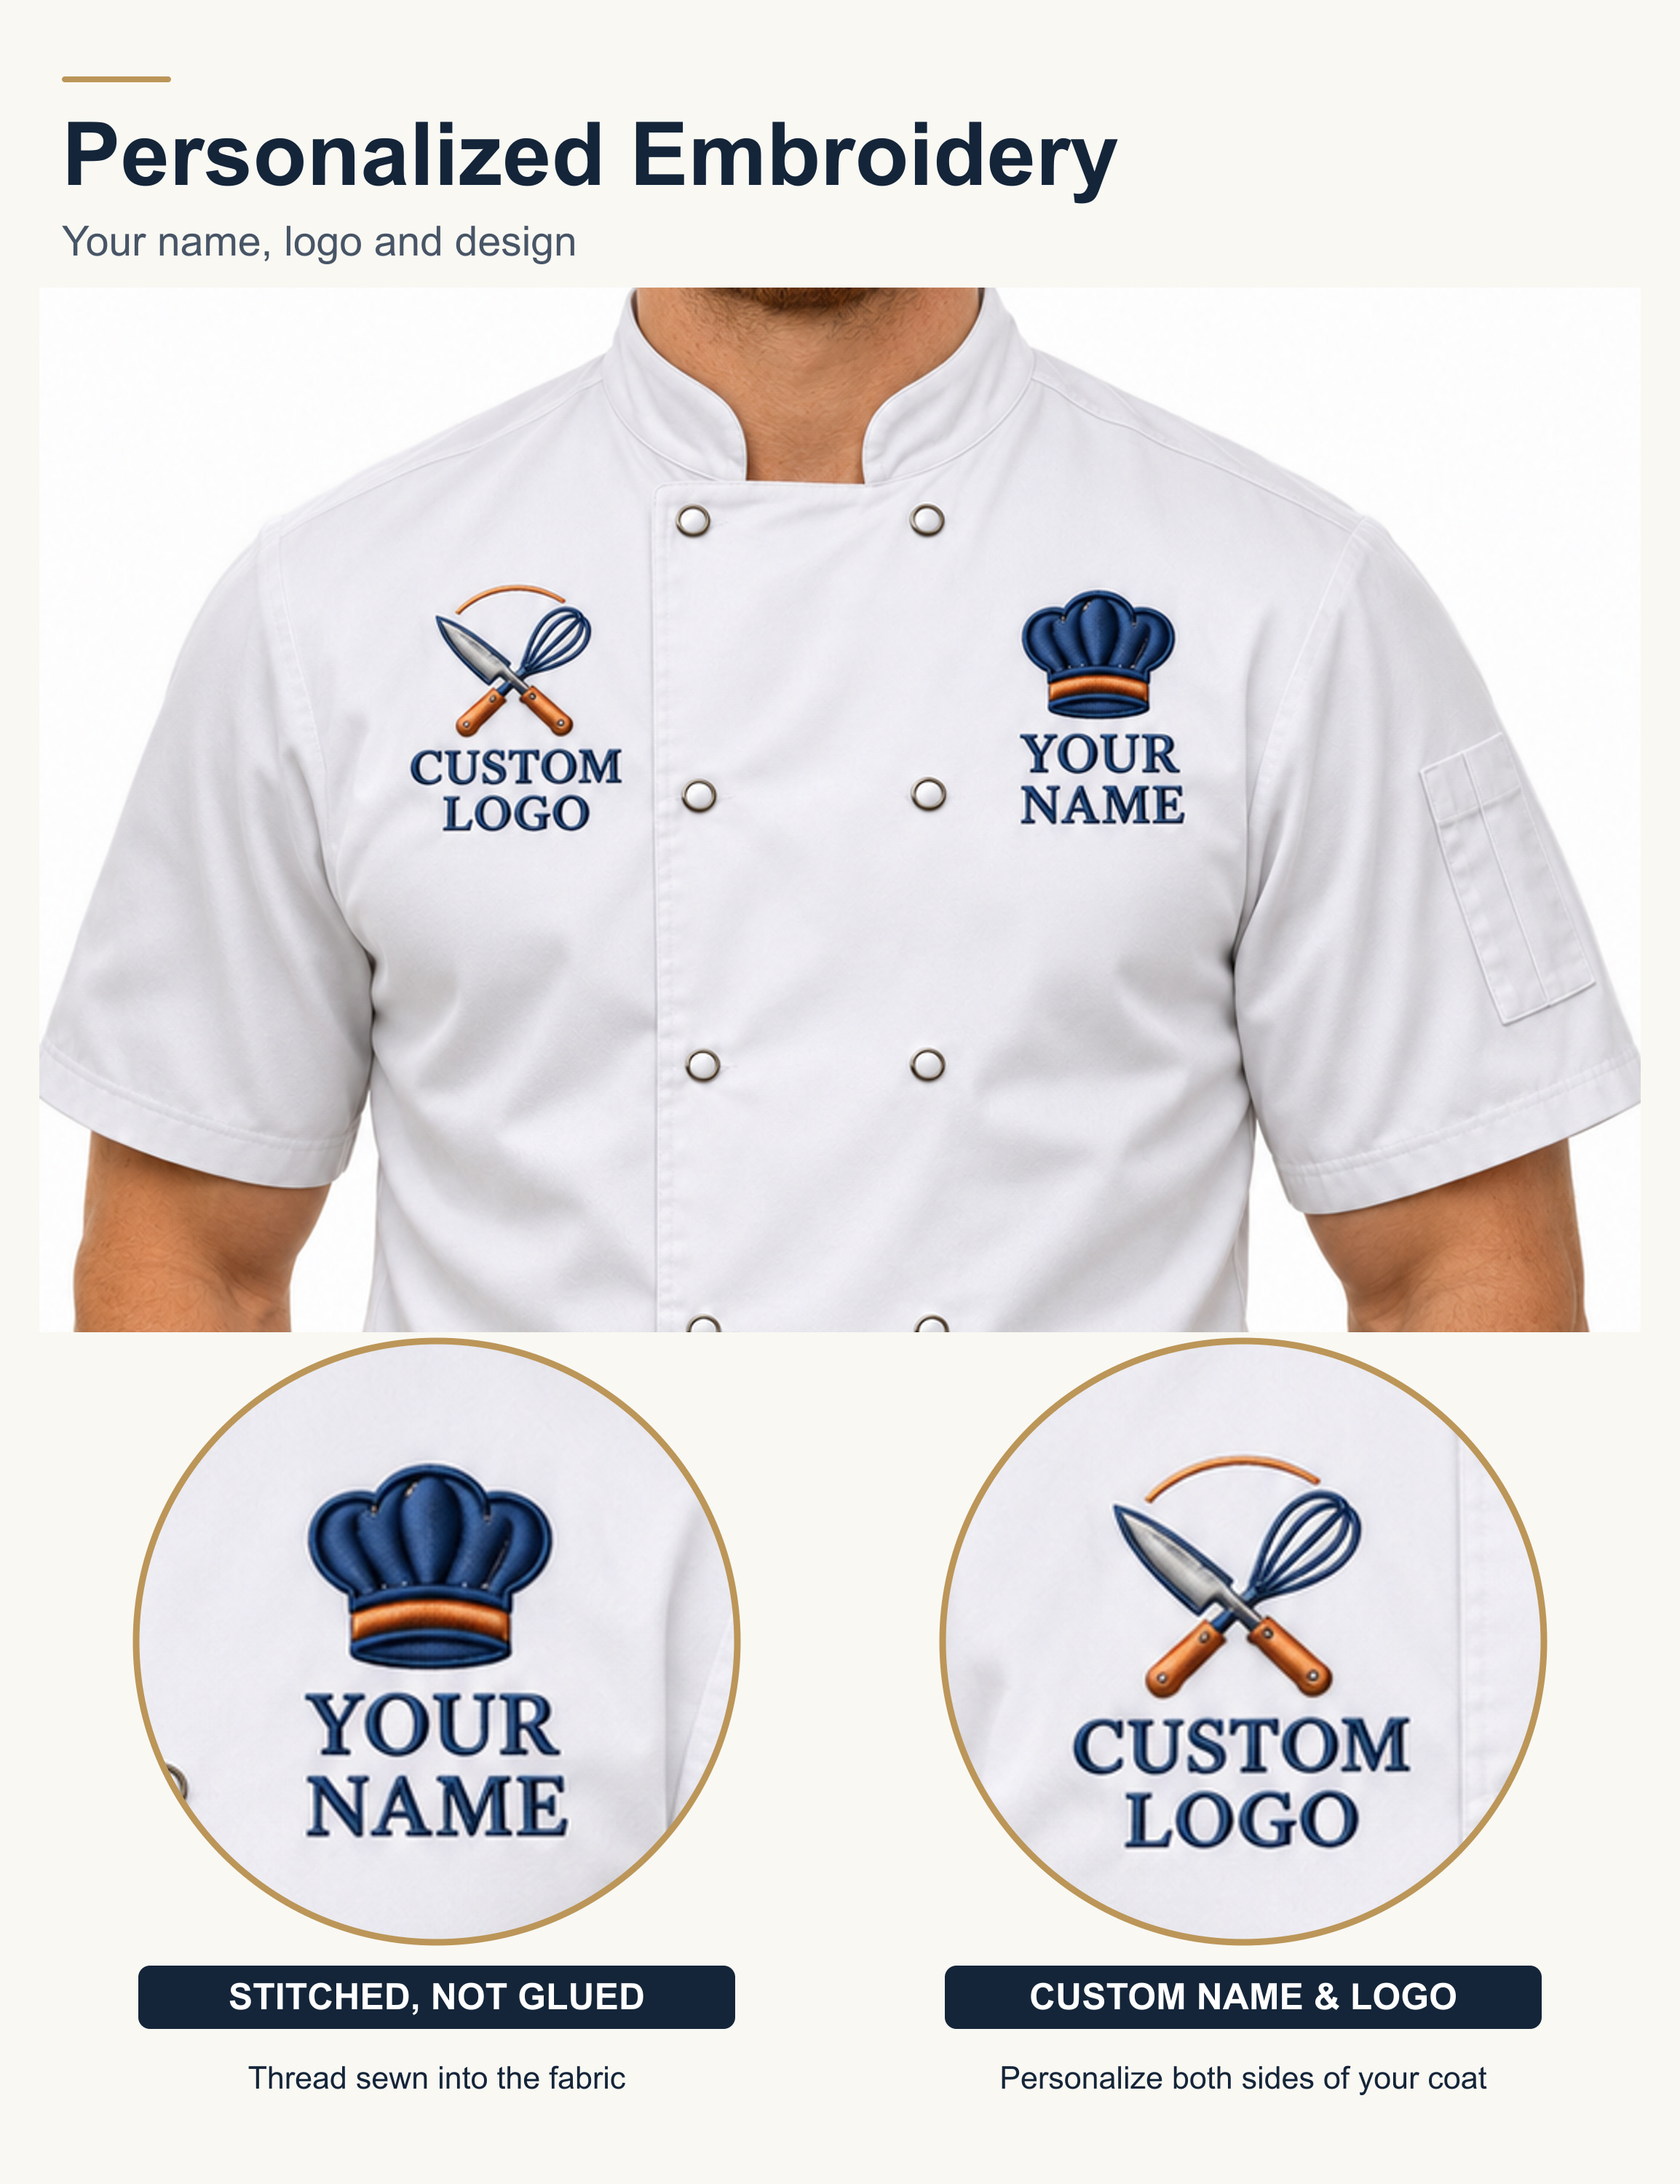 Personalized Embroidery
Your name, logo and design
CUSTOM
LOGO
YOUR
NAME
YOUR
NAME
CUSTOM
LOGO
STITCHED, NOT GLUED
CUSTOM NAME & LOGO
Thread sewn into the fabric
Personalize both sides of your coat